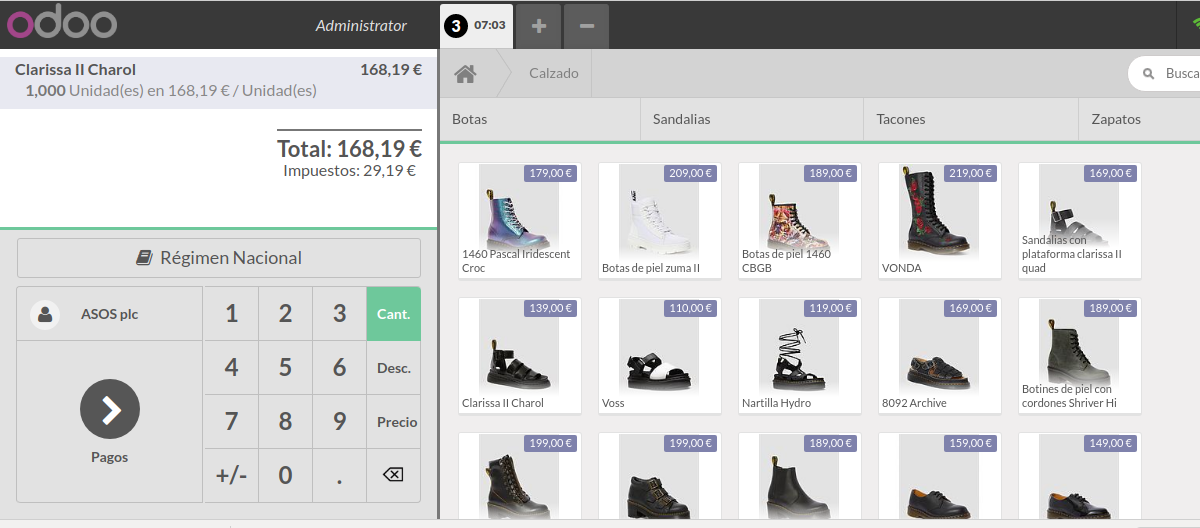 odoo
Administrator
3 07:03
+
−
Clarissa II Charol 168,19 €
1,000 Unidad(es) en 168,19 € / Unidad(es)
Total: 168,19 €
Impuestos: 29,19 €
Régimen Nacional
ASOS plc
1 2 3 Cant.
4 5 6 Desc.
7 8 9 Precio
+/- 0 .
Pagos
Calzado
Busca
Botas Sandalias Tacones Zapatos
179,00 €
1460 Pascal Iridescent
Croc
209,00 €
Botas de piel zuma II
189,00 €
Botas de piel 1460
CBGB
219,00 €
VONDA
169,00 €
Sandalias con
plataforma clarissa II
quad
139,00 €
Clarissa II Charol
110,00 €
Voss
119,00 €
Nartilla Hydro
169,00 €
8092 Archive
189,00 €
Botines de piel con
cordones Shriver Hi
199,00 €
199,00 €
189,00 €
159,00 €
149,00 €